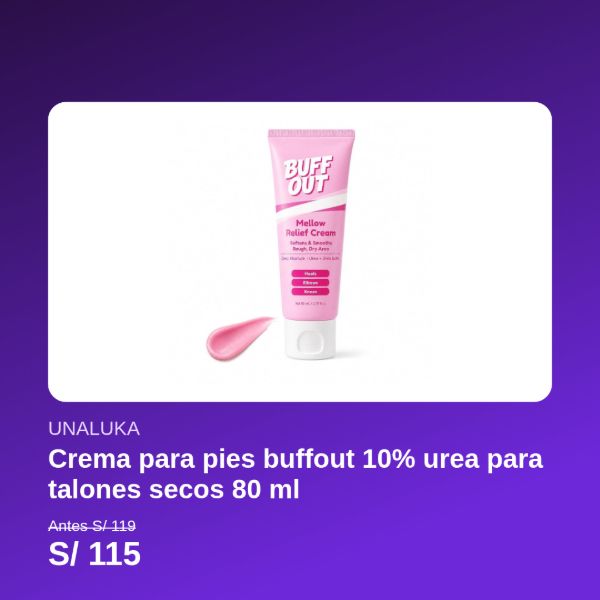 BUFF
OUT
Mellow
Relief Cream
Softens & Smooths
Rough, Dry Area
Heels
Elbows
Knees
UNALUKA
Crema para pies buffout 10% urea para
talones secos 80 ml
Antes S/ 119
S/ 115